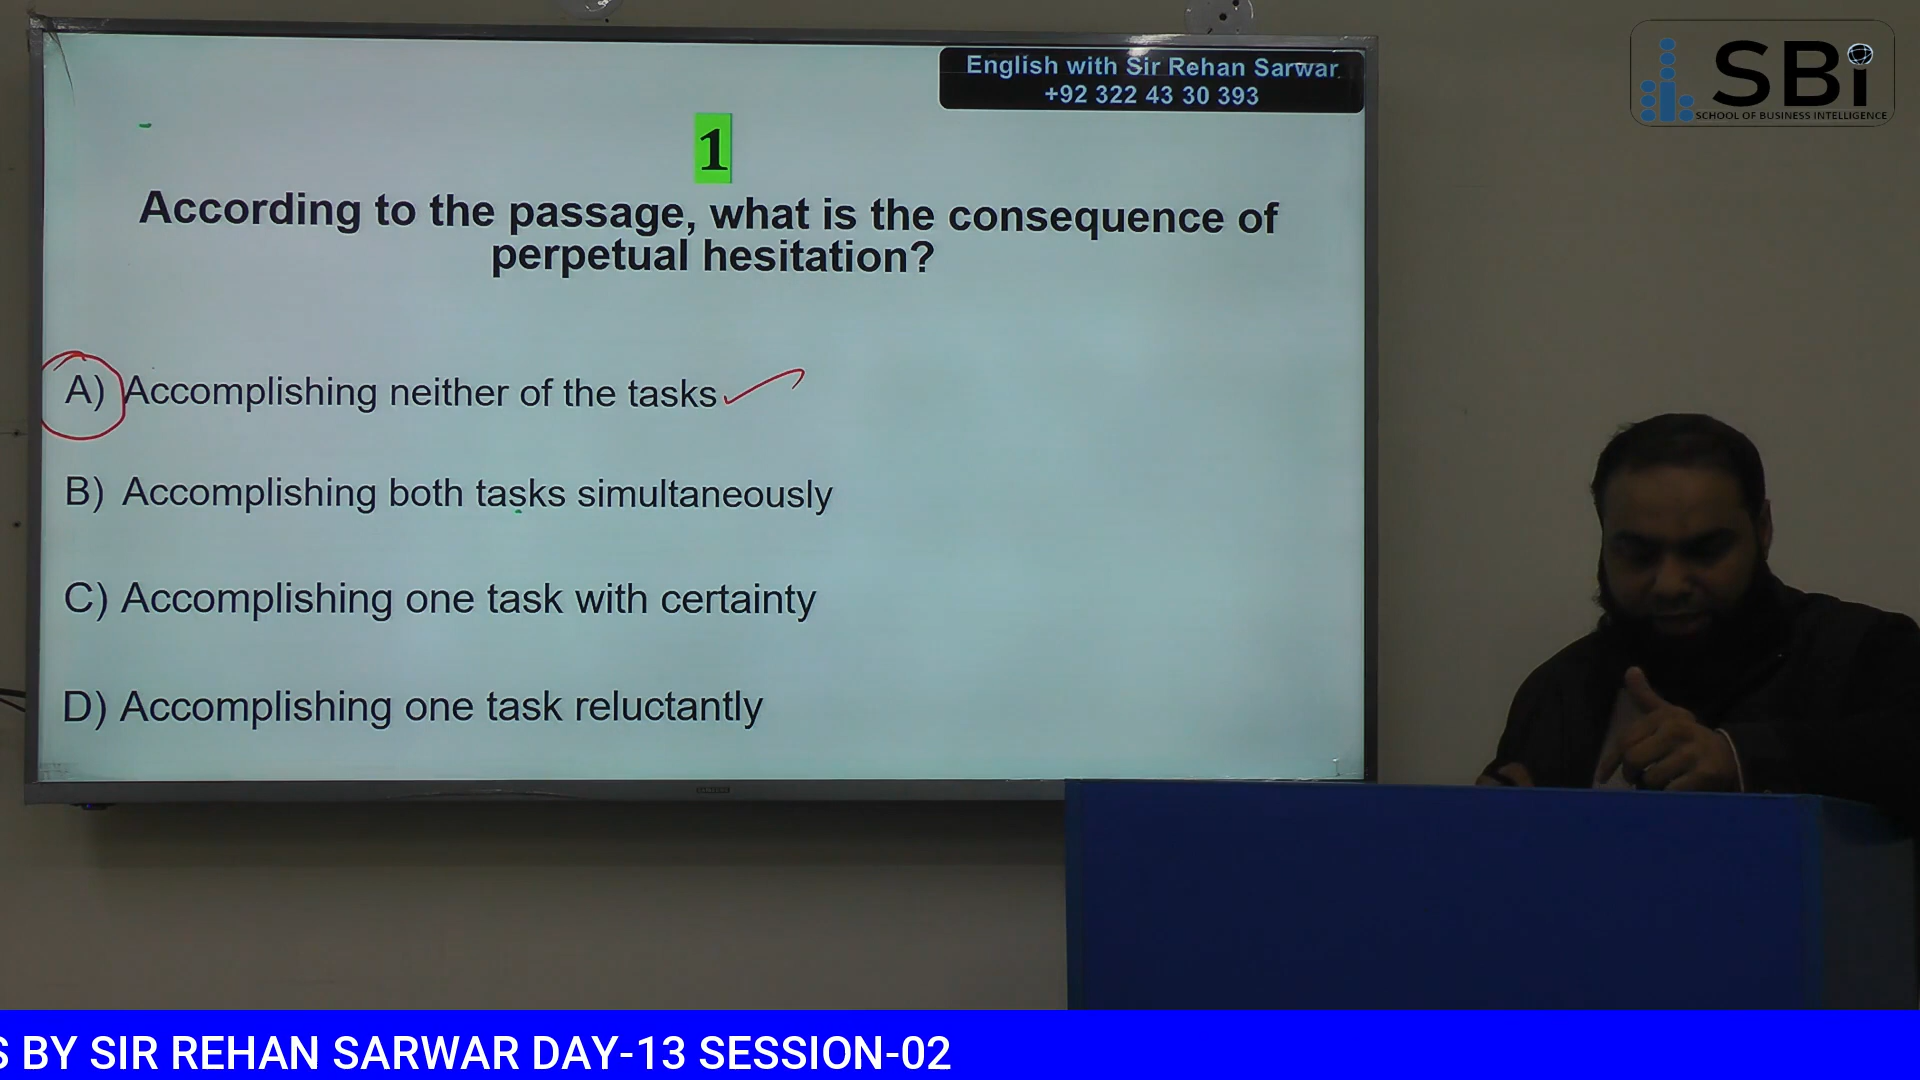 English with Sir Rehan Sarwar
+92 322 43 30 393
SBi
SCHOOL OF BUSINESS INTELLIGENCE
1
According to the passage, what is the consequence of
perpetual hesitation?
A) Accomplishing neither of the tasks
B) Accomplishing both tasks simultaneously
C) Accomplishing one task with certainty
D) Accomplishing one task reluctantly
SAMSUNG
S BY SIR REHAN SARWAR DAY-13 SESSION-02